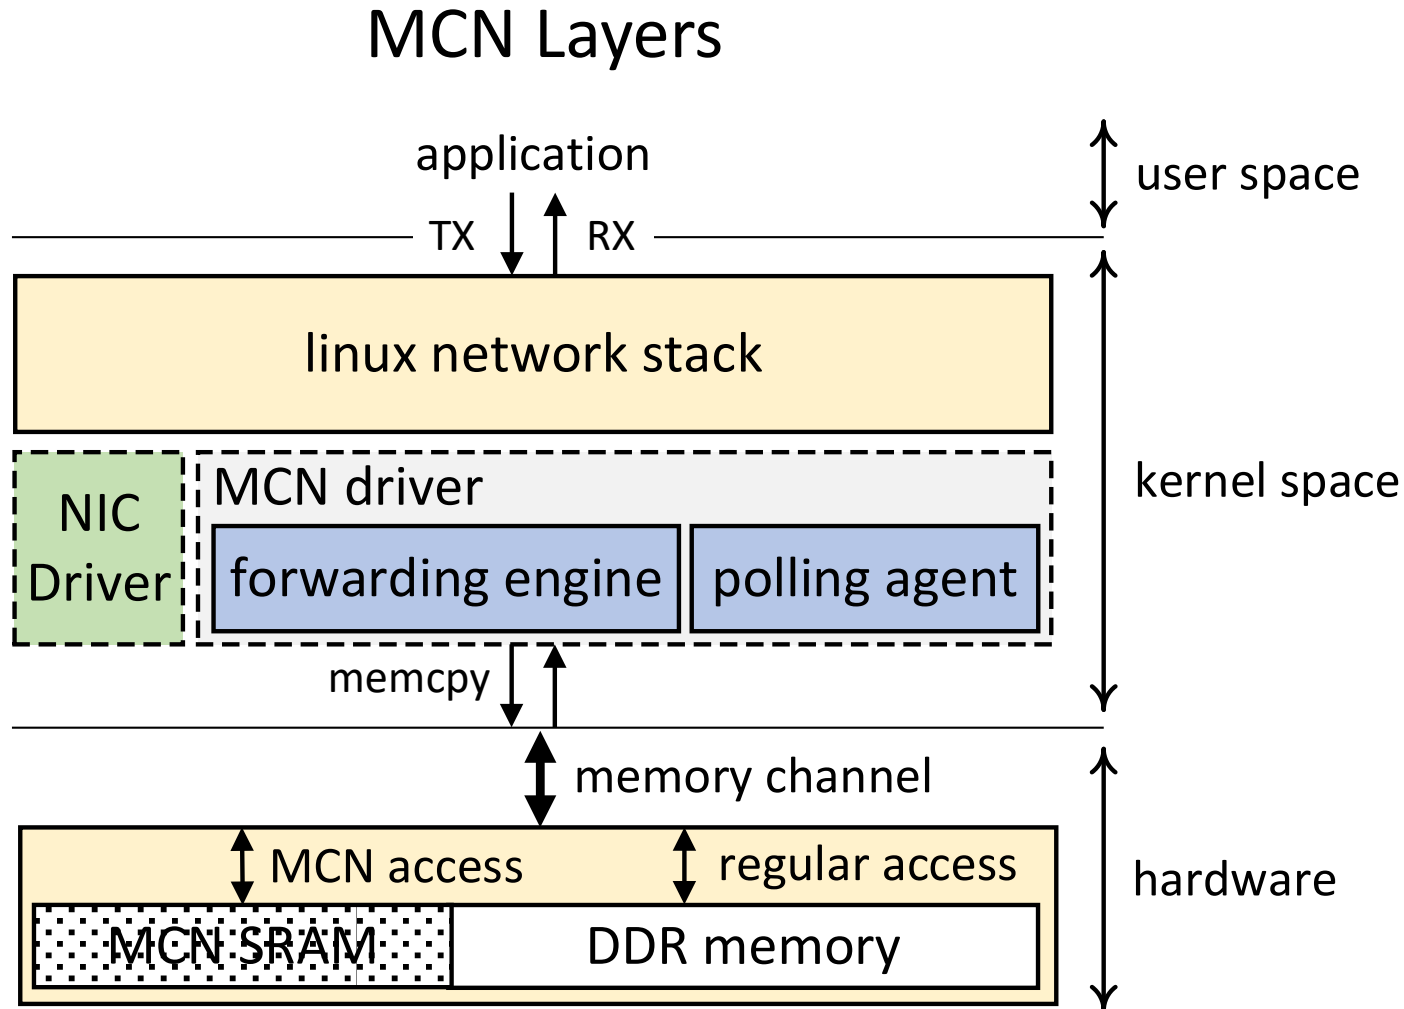 MCN Layers
application
user space
TX
RX
linux network stack
kernel space
NIC
Driver
MCN driver
forwarding engine
polling agent
memcpy
memory channel
MCN access
regular access
hardware
MCN SRAM
DDR memory